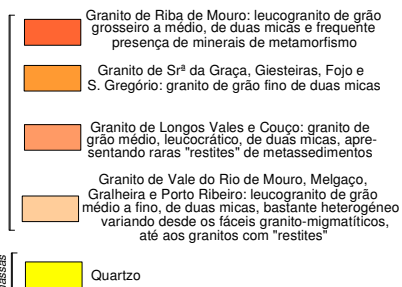 Granito de Riba de Mouro: leucogranito de grão
grosseiro a médio, de duas micas e frequente
presença de minerais de metamorfismo
Granito de Srª da Graça, Giesteiras, Fojo e
S. Gregório: granito de grão fino de duas micas
Granito de Longos Vales e Couço: granito de
grão médio, leucocrático, de duas micas, apre-
sentando raras "restites" de metassedimentos
Granito de Vale do Rio de Mouro, Melgaço,
Gralheira e Porto Ribeiro: leucogranito de grão
médio a fino, de duas micas, bastante heterogéneo
variando desde os fáceis granito-migmatíticos,
até aos granitos com "restites"
Quartzo